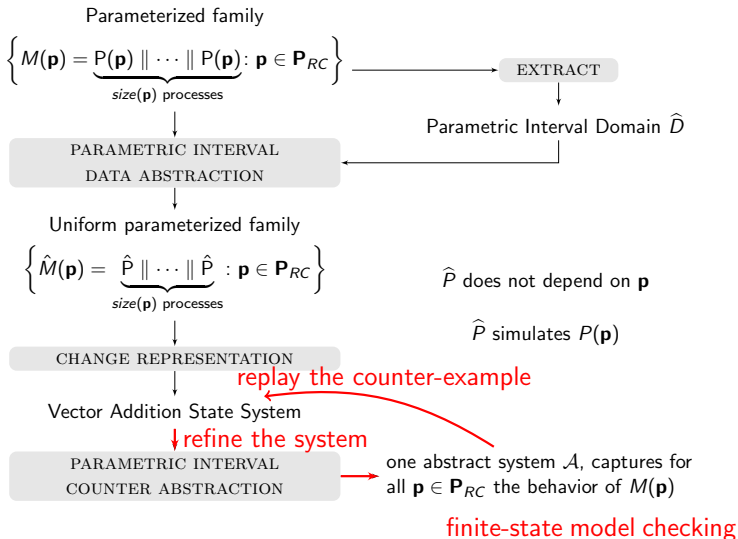 Parameterized family
{ M(p) = P(p) ∥ ··· ∥ P(p) : p ∈ P_RC }
size(p) processes
EXTRACT
Parametric Interval Domain D̂
PARAMETRIC INTERVAL
DATA ABSTRACTION
Uniform parameterized family
{ M̂(p) = P̂ ∥ ··· ∥ P̂ : p ∈ P_RC }
size(p) processes
P̂ does not depend on p
P̂ simulates P(p)
CHANGE REPRESENTATION
replay the counter-example
Vector Addition State System
refine the system
PARAMETRIC INTERVAL
COUNTER ABSTRACTION
one abstract system 𝒜, captures for
all p ∈ P_RC the behavior of M(p)
finite-state model checking